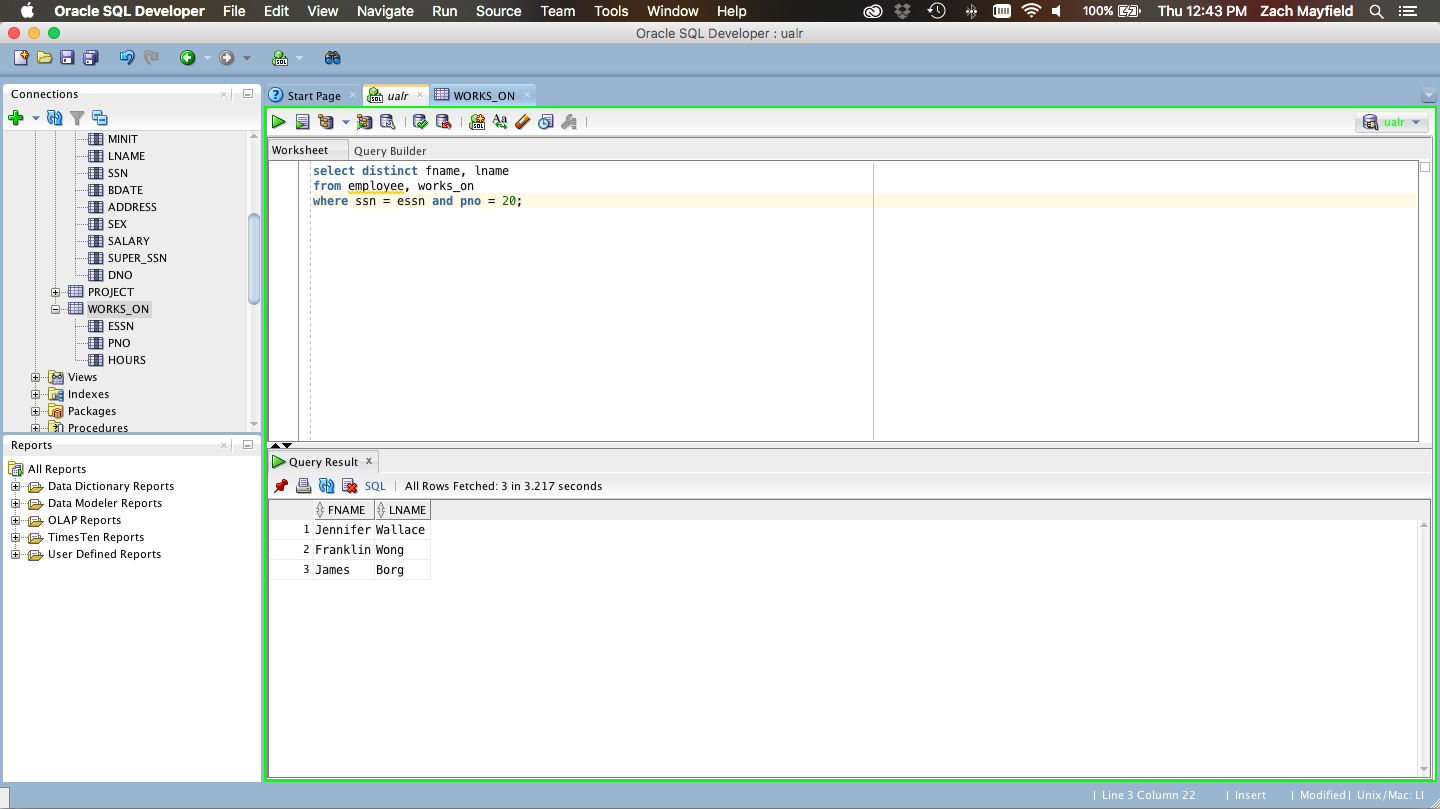 Oracle SQL Developer File Edit View Navigate Run Source Team Tools Window Help 100% Thu 12:43 PM Zach Mayfield
Oracle SQL Developer : ualr
Connections
MINIT
LNAME
SSN
BDATE
ADDRESS
SEX
SALARY
SUPER_SSN
DNO
PROJECT
WORKS_ON
ESSN
PNO
HOURS
Views
Indexes
Packages
Procedures
Reports
All Reports
Data Dictionary Reports
Data Modeler Reports
OLAP Reports
TimesTen Reports
User Defined Reports
Start Page ualr WORKS_ON
ualr
Worksheet Query Builder
select distinct fname, lname
from employee, works_on
where ssn = essn and pno = 20;
Query Result x
SQL | All Rows Fetched: 3 in 3.217 seconds
FNAME LNAME
1 Jennifer Wallace
2 Franklin Wong
3 James Borg
| Line 3 Column 22 | Insert | Modified | Unix/Mac: LI